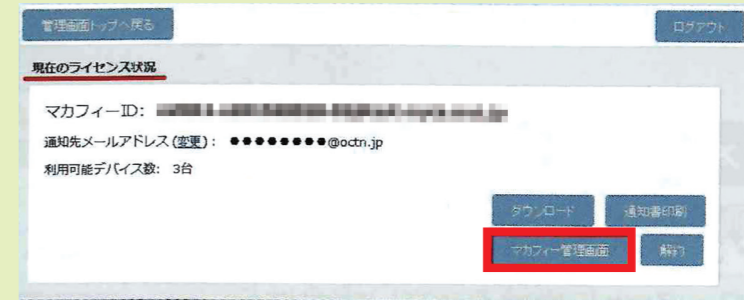 管理画面トップへ戻る
ログアウト
現在のライセンス状況
マカフィーID:
通知先メールアドレス(変更): ●●●●●●●●@octn.jp
利用可能デバイス数: 3台
ダウンロード
通知書印刷
マカフィー管理画面
解約